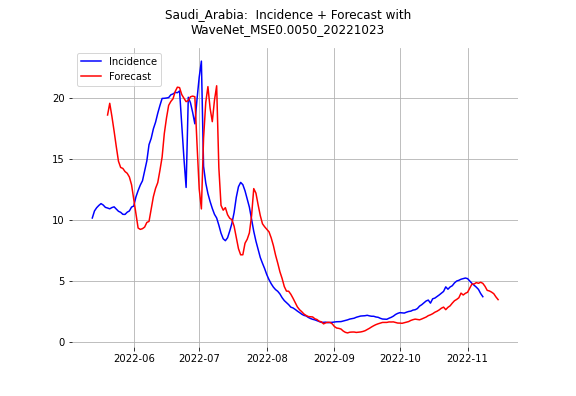 Saudi_Arabia:  Incidence + Forecast with
WaveNet_MSE0.0050_20221023
Incidence
Forecast
20
15
10
5
0
2022-06 2022-07 2022-08 2022-09 2022-10 2022-11